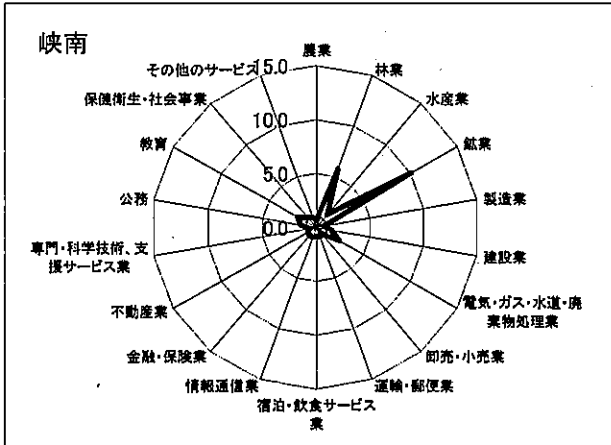 峡南
農業
林業
水産業
鉱業
製造業
建設業
電気・ガス・水道・廃
棄物処理業
卸売・小売業
運輸・郵便業
宿泊・飲食サービス
業
情報通信業
金融・保険業
不動産業
専門・科学技術、支
援サービス業
公務
教育
保健衛生・社会事業
その他のサービス
15.0
10.0
5.0
0.0